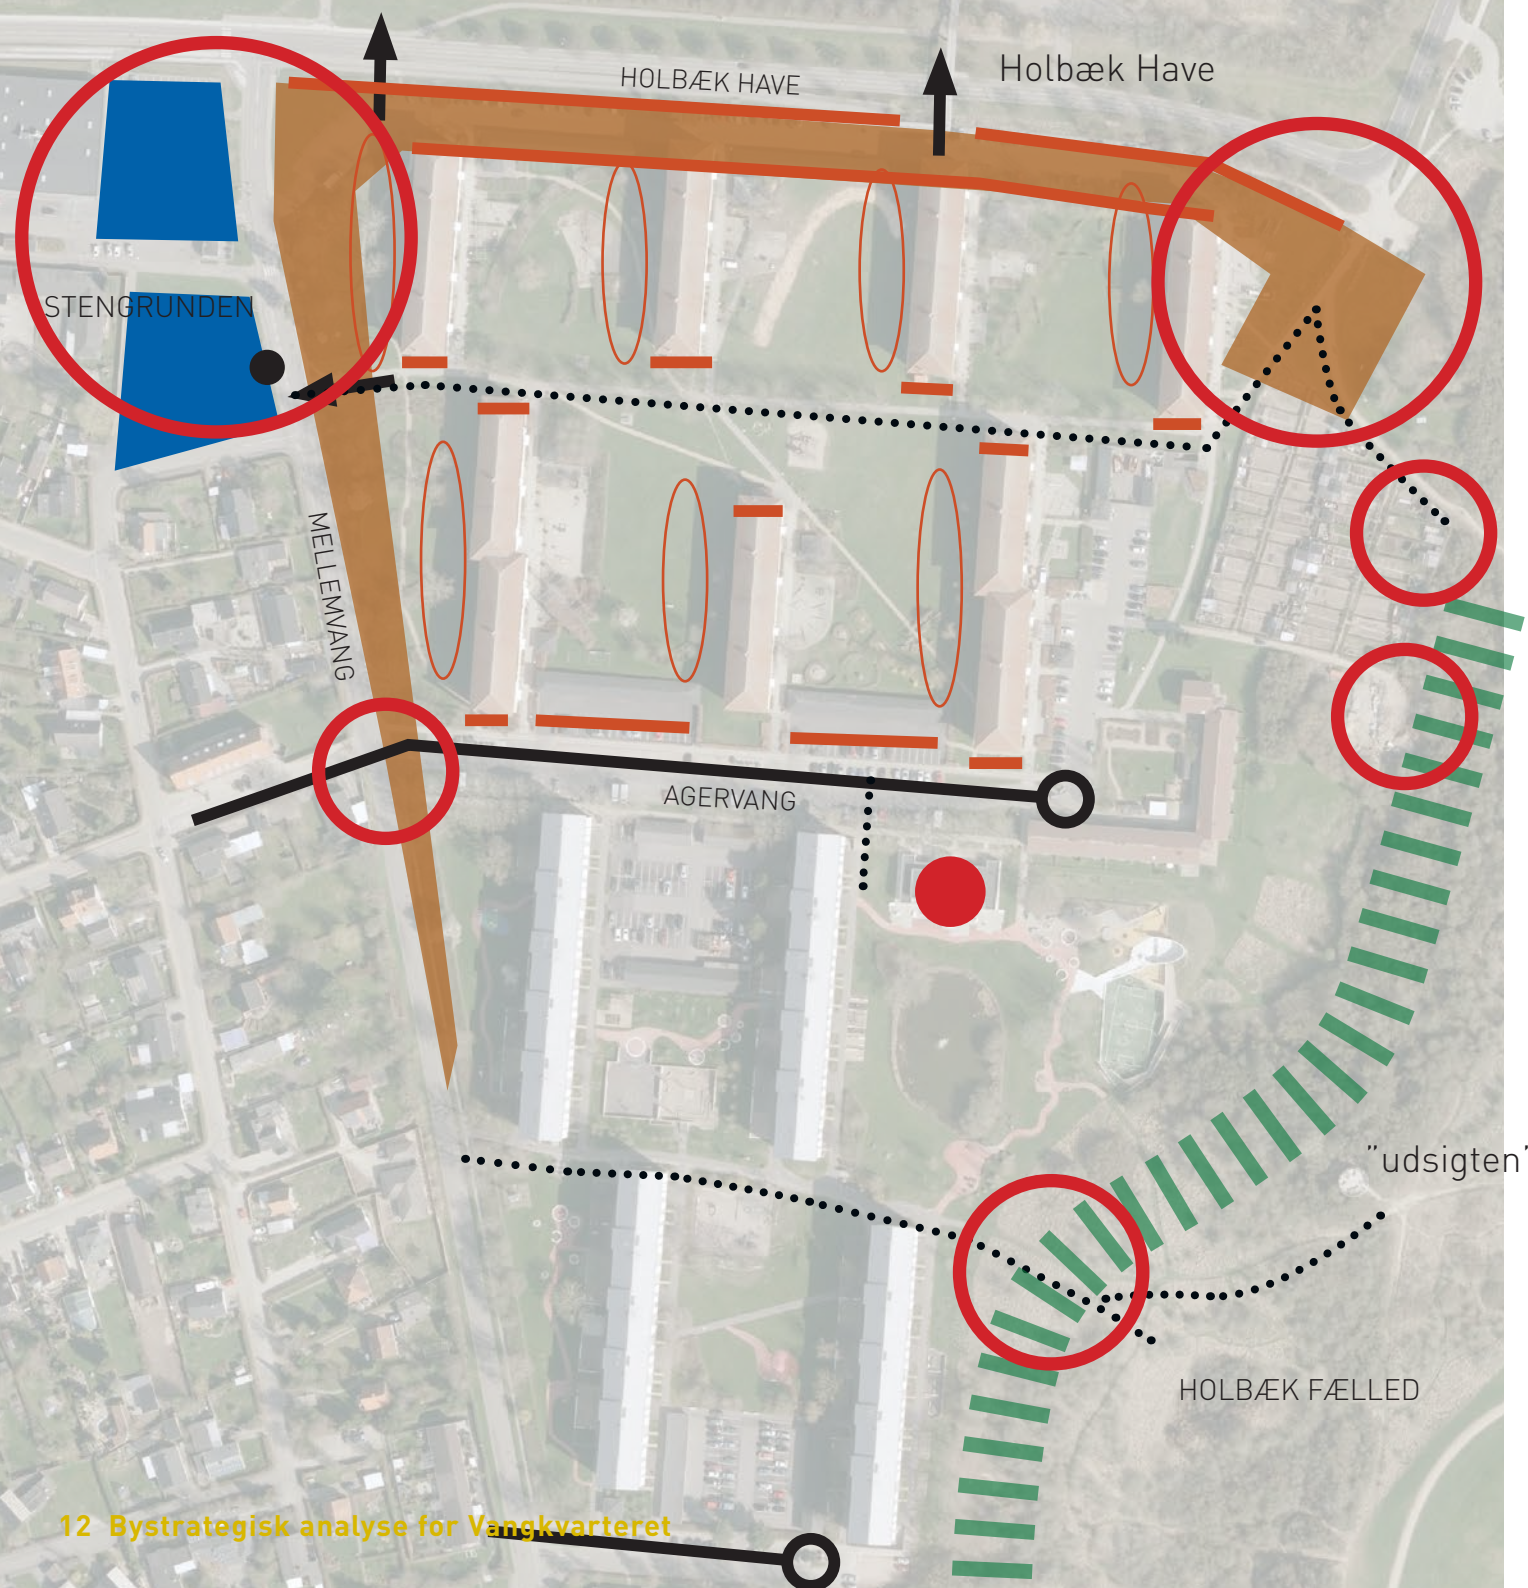 HOLBÆK HAVE
Holbæk Have
STENGRUNDEN
MELLEMVANG
AGERVANG
”udsigten’
HOLBÆK FÆLLED
12 Bystrategisk analyse for Vangkvarteret